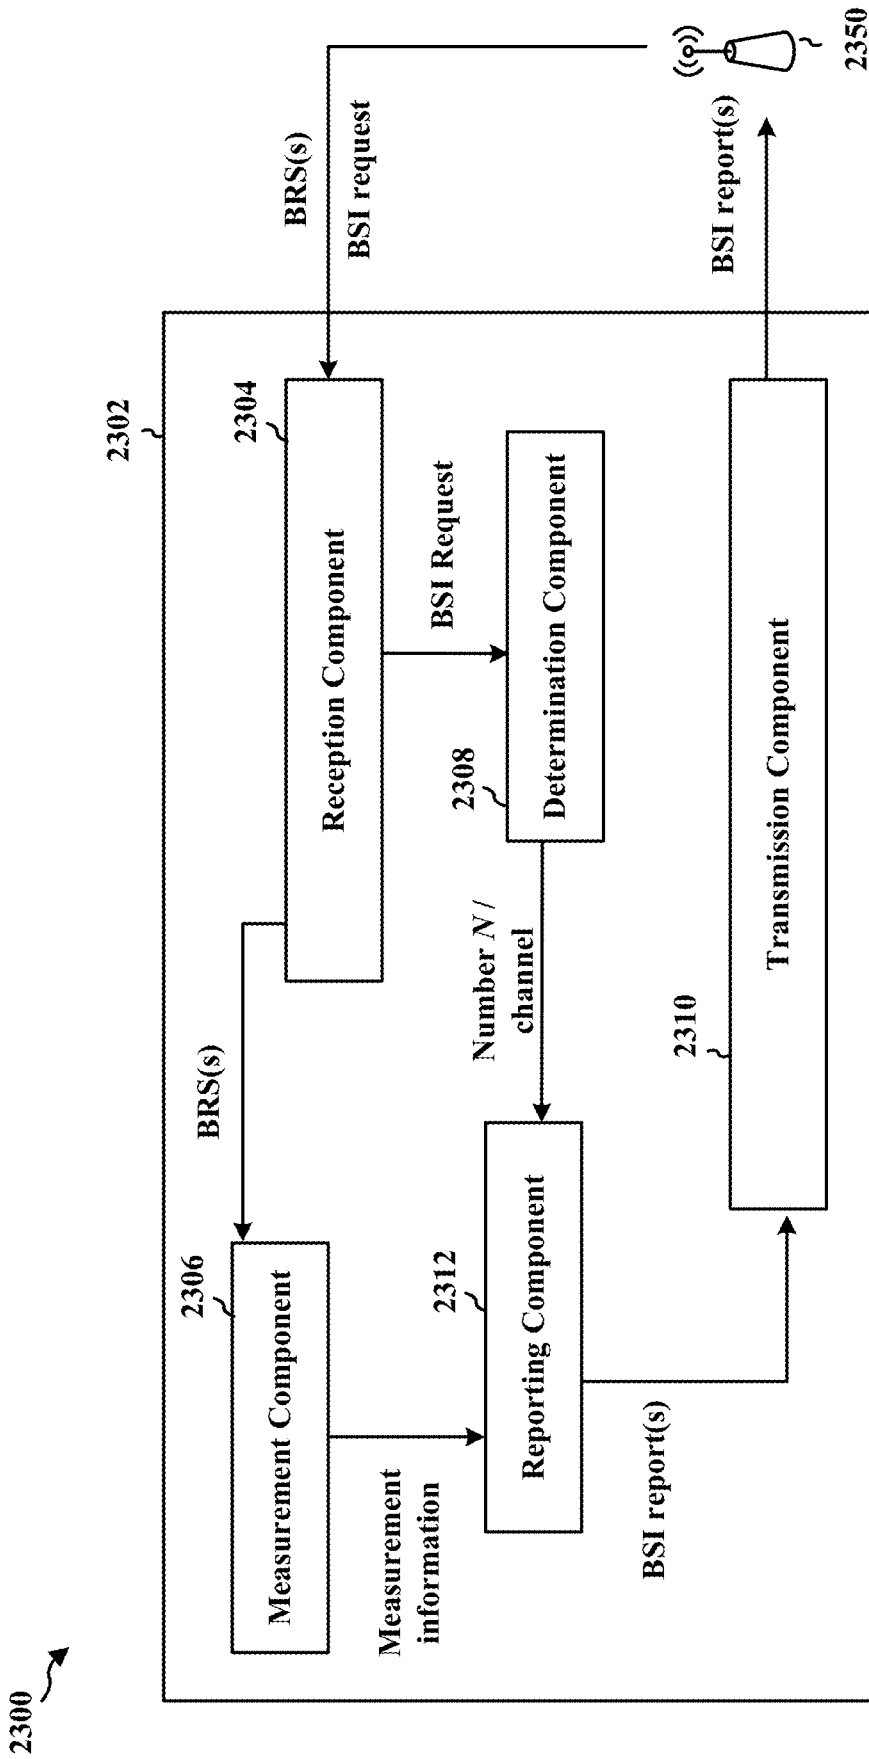 2300
2302
BRS(s)
BSI request
2304
Reception Component
BRS(s)
2306
Measurement Component
BSI Request
2308
Determination Component
Number N /
channel
Measurement
information
2312
Reporting Component
BSI report(s)
2310
Transmission Component
BSI report(s)
2350